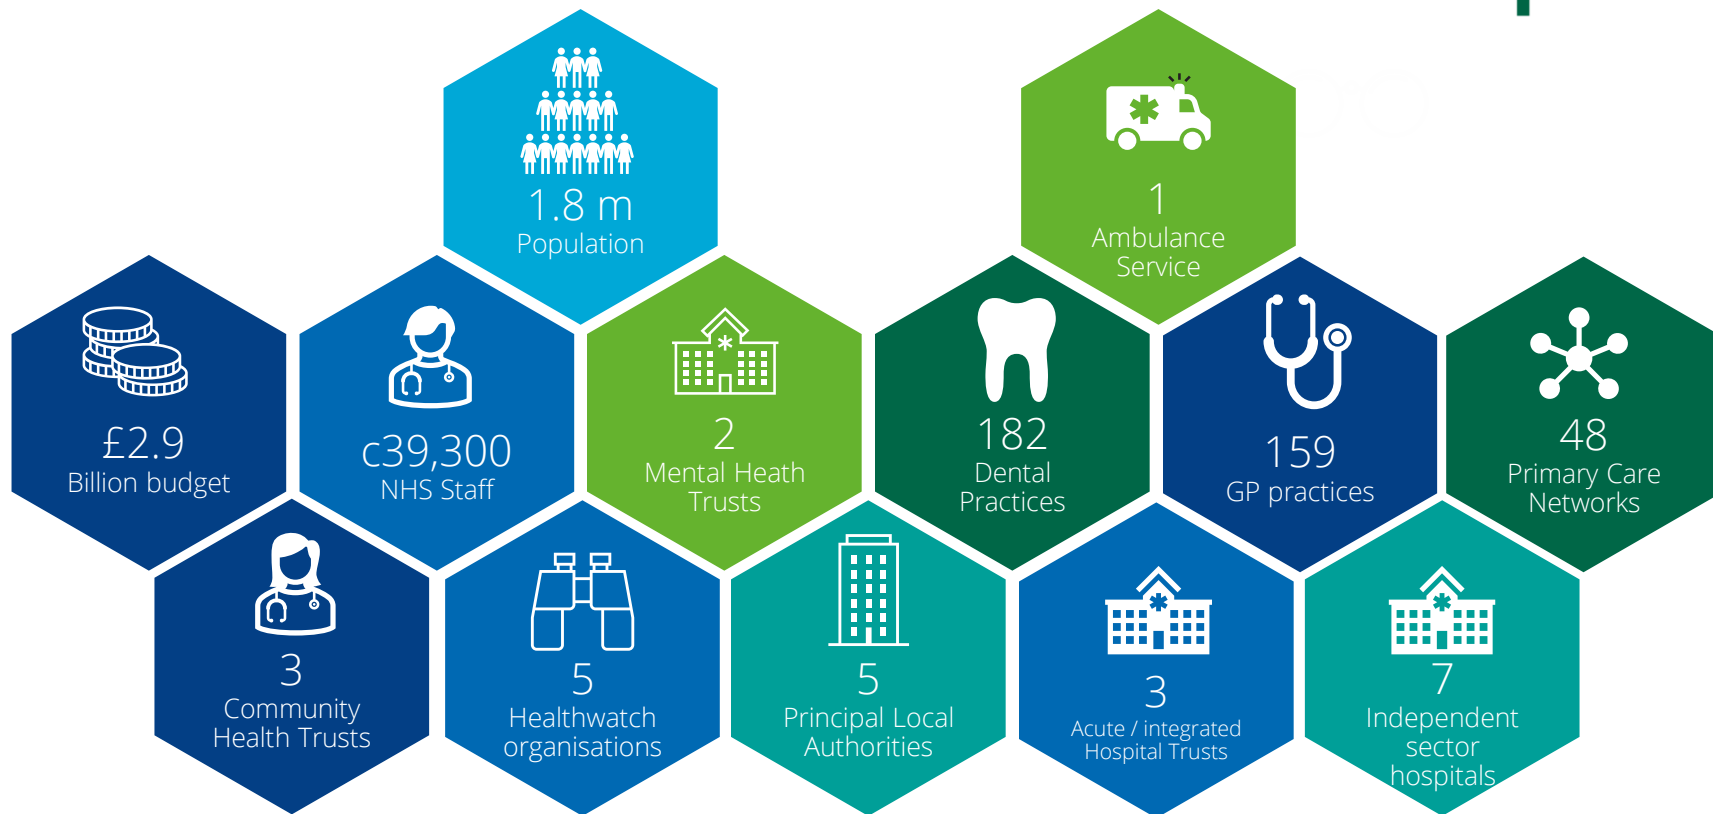 1.8 m
Population
1
Ambulance
Service
£2.9
Billion budget
c39,300
NHS Staff
2
Mental Heath
Trusts
182
Dental
Practices
159
GP practices
48
Primary Care
Networks
3
Community
Health Trusts
5
Healthwatch
organisations
5
Principal Local
Authorities
3
Acute / integrated
Hospital Trusts
7
Independent
sector
hospitals